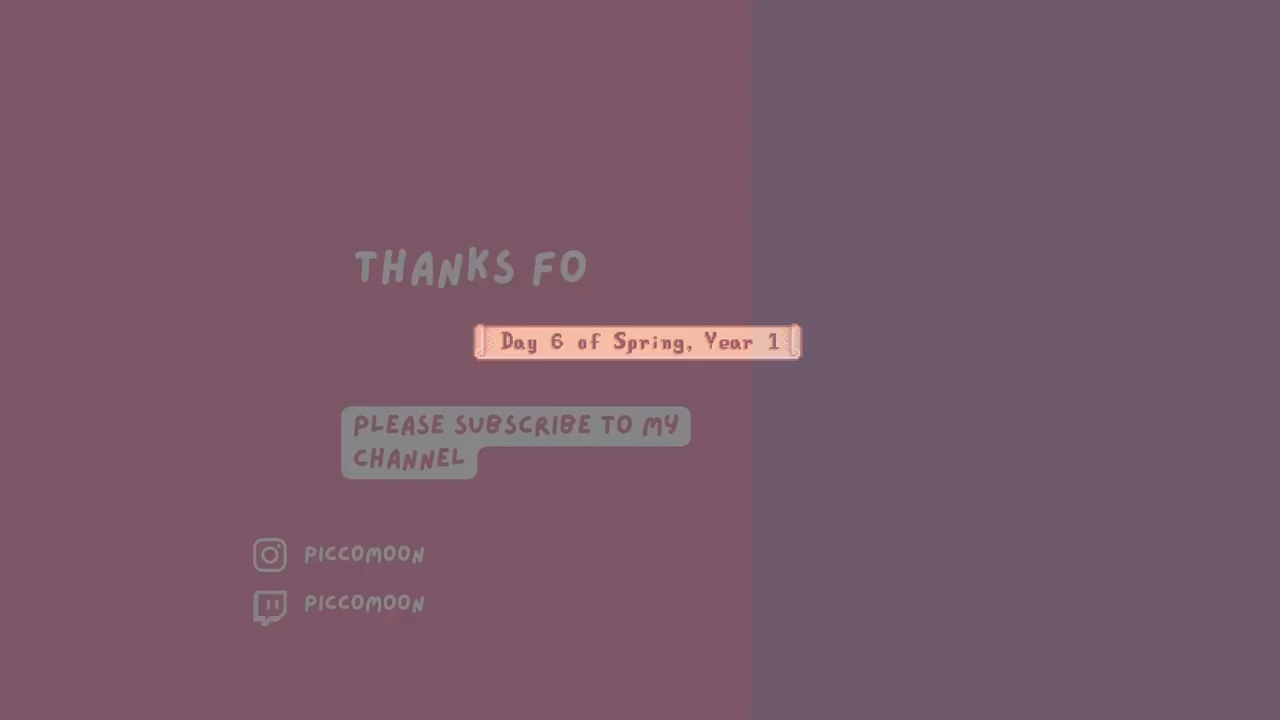 THANKS FO
Day 6 of Spring, Year 1
PLEASE SUBSCRIBE TO MY
CHANNEL
PICCOMOON
PICCOMOON